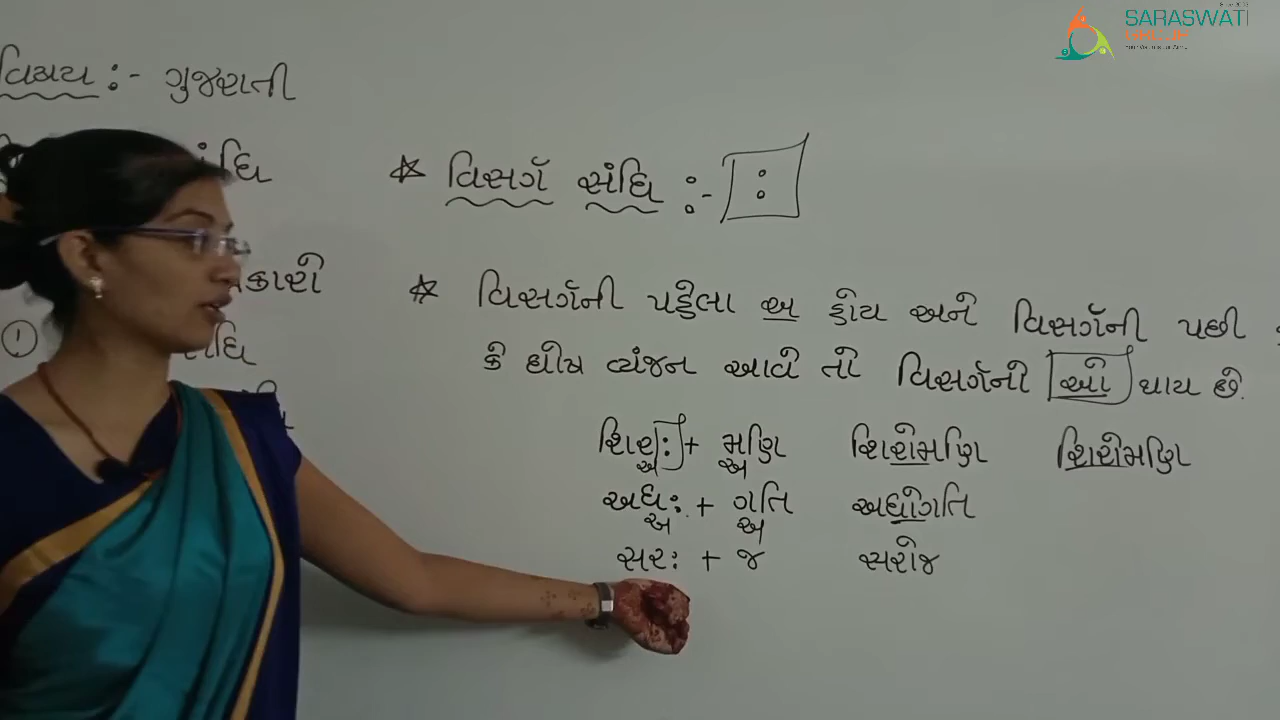 SARASWATI
GROUP
વિષય :- ગુજરાતી
સંધિ
* વિસર્ગ સંધિ :- :
કારો
* વિસર્ગની પહેલા અ હોય અને વિસર્ગની પછી
કે ઘોષ વ્યંજન આવે તો વિસર્ગનો ઓ થાય છે.
①
સંધિ
શિરઃ + મણિ શિરોમણિ શિરોમણિ
અ અ
અધઃ + ગતિ અધોગતિ
અ અ
સરઃ + જ સરોજ